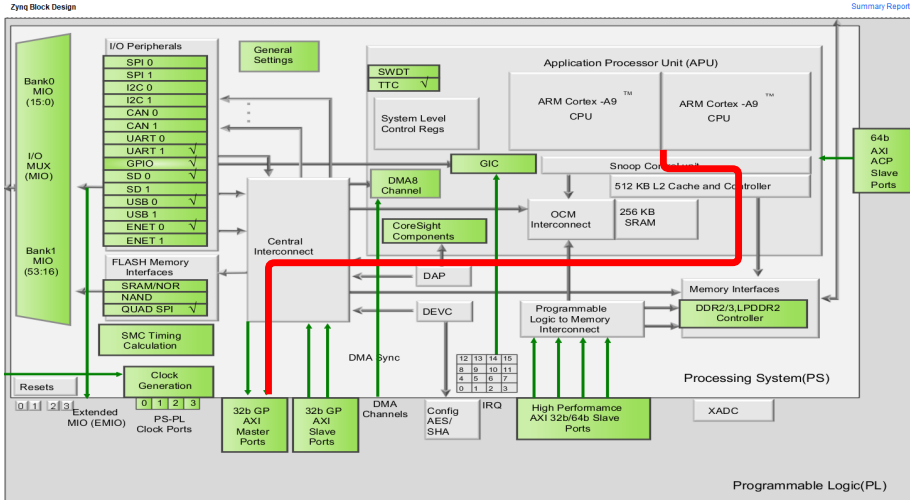 Zynq Block Design
Summary Report
Bank0
MIO
(15:0)
I/O
MUX
(MIO)
Bank1
MIO
(53:16)
I/O Peripherals
SPI 0
SPI 1
I2C 0
I2C 1
CAN 0
CAN 1
UART 0
UART 1 √
GPIO √
SD 0 √
SD 1
USB 0 √
USB 1
ENET 0 √
ENET 1
FLASH Memory
Interfaces
SRAM/NOR
NAND
QUAD SPI √
SMC Timing
Calculation
General
Settings
Application Processor Unit (APU)
SWDT
TTC √
System Level
Control Regs
ARM Cortex -A9 ™
CPU
ARM Cortex -A9 ™
CPU
GIC
Snoop Control unit
512 KB L2 Cache and Controller
DMA8
Channel
OCM
Interconnect
256 KB
SRAM
CoreSight
Components
Central
Interconnect
DAP
DEVC
Programmable
Logic to Memory
Interconnect
Memory Interfaces
DDR2/3,LPDDR2
Controller
64b
AXI
ACP
Slave
Ports
DMA Sync
12 13 14 15
8 9 10 11
4 5 6 7
0 1 2 3
IRQ
Processing System(PS)
Resets
0 1 2 3
Clock
Generation
0 1 2 3
Extended
MIO (EMIO)
PS-PL
Clock Ports
32b GP
AXI
Master
Ports
32b GP
AXI
Slave
Ports
DMA
Channels
Config
AES/
SHA
High Performamce
AXI 32b/64b Slave
Ports
XADC
Programmable Logic(PL)